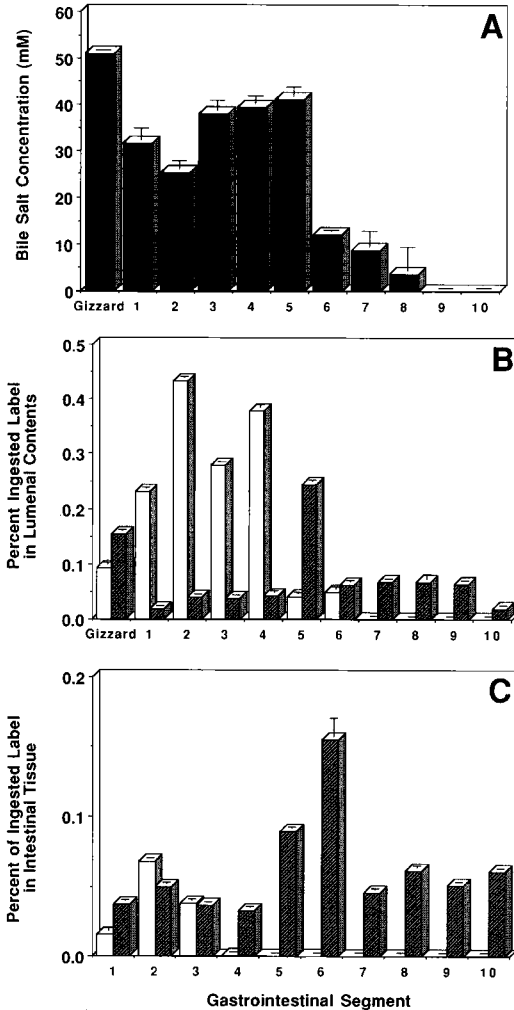 A
Bile Salt Concentration (mM)
60
50
40
30
20
10
0
Gizzard 1 2 3 4 5 6 7 8 9 10
B
Percent Ingested Label
in Lumenal Contents
0.5
0.4
0.3
0.2
0.1
0.0
Gizzard 1 2 3 4 5 6 7 8 9 10
C
Percent of Ingested Label
in Intestinal Tissue
0.2
0.1
0.0
1 2 3 4 5 6 7 8 9 10
Gastrointestinal Segment